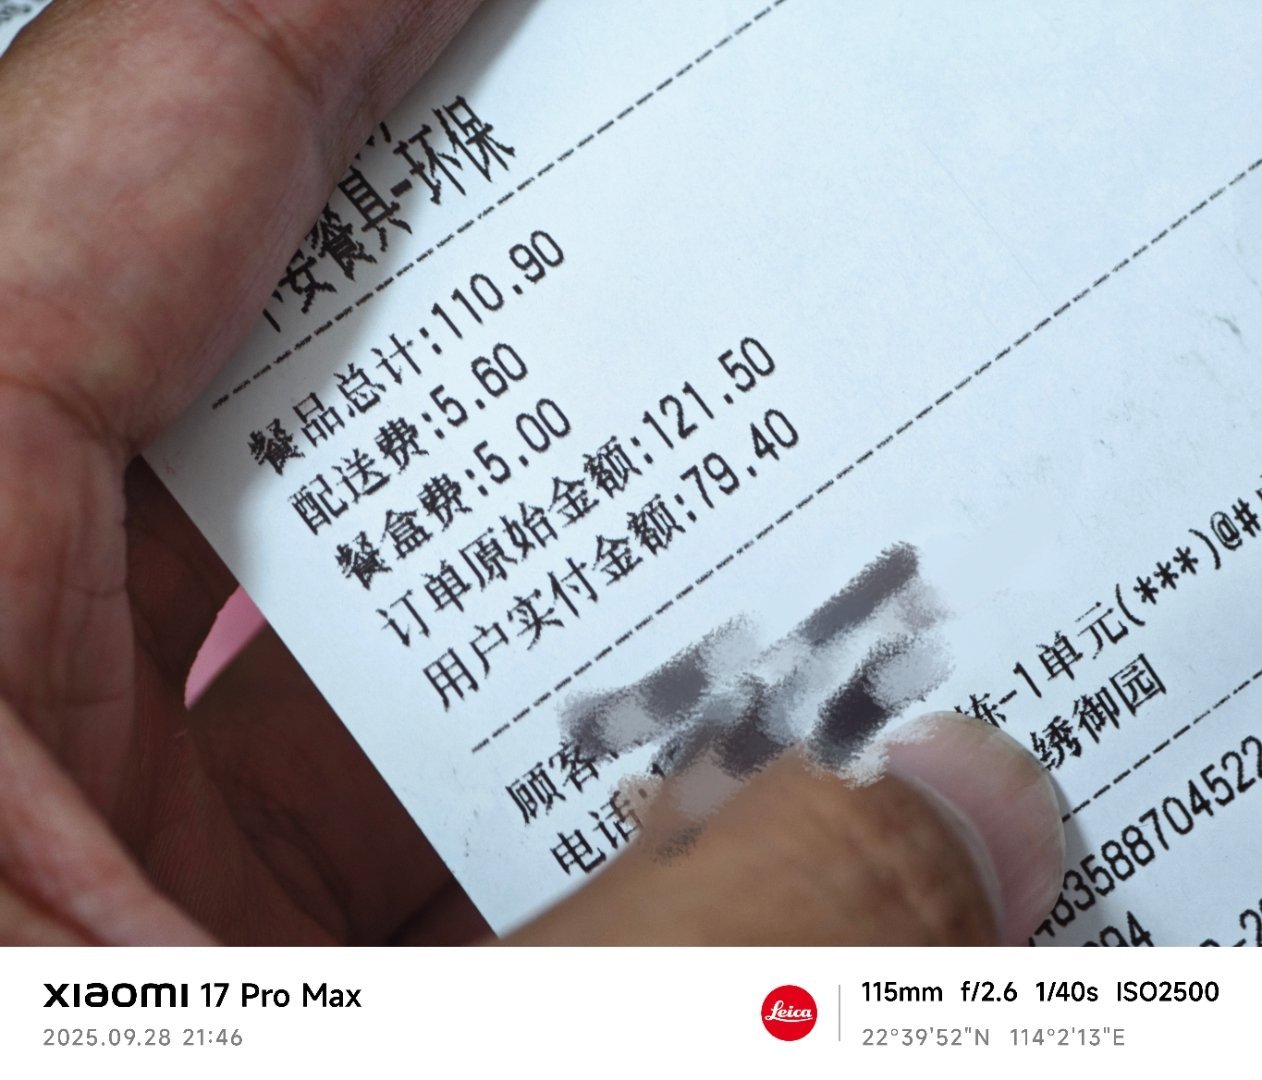 餐具-环保
餐品总计:110.90
配送费:5.60
餐盒费:5.00
订单原始金额:121.50
用户实付金额:79.40
顾客:
-1单元(***)@#
绣御园
电话:1
3588704522
xiaomi 17 Pro Max
2025.09.28 21:46
Leica
115mm f/2.6 1/40s ISO2500
22°39'52"N 114°2'13"E